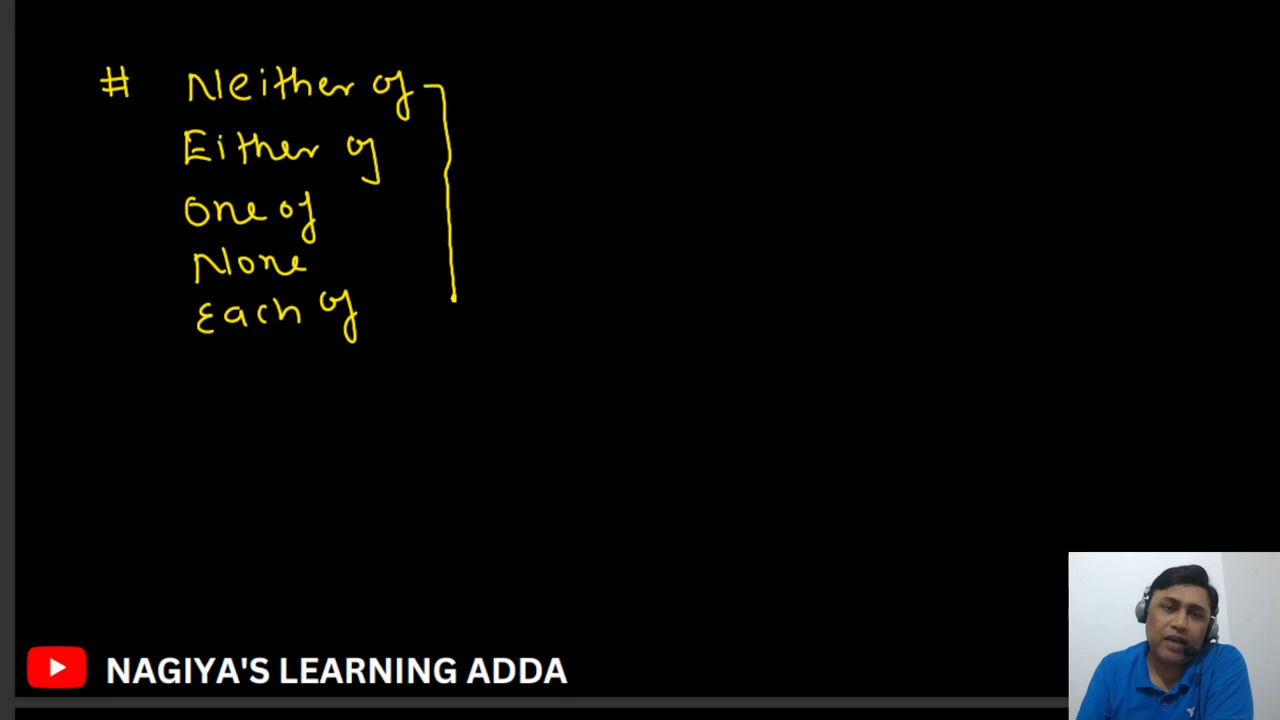 # Neither of
Either of
One of
None
Each of
NAGIYA'S LEARNING ADDA